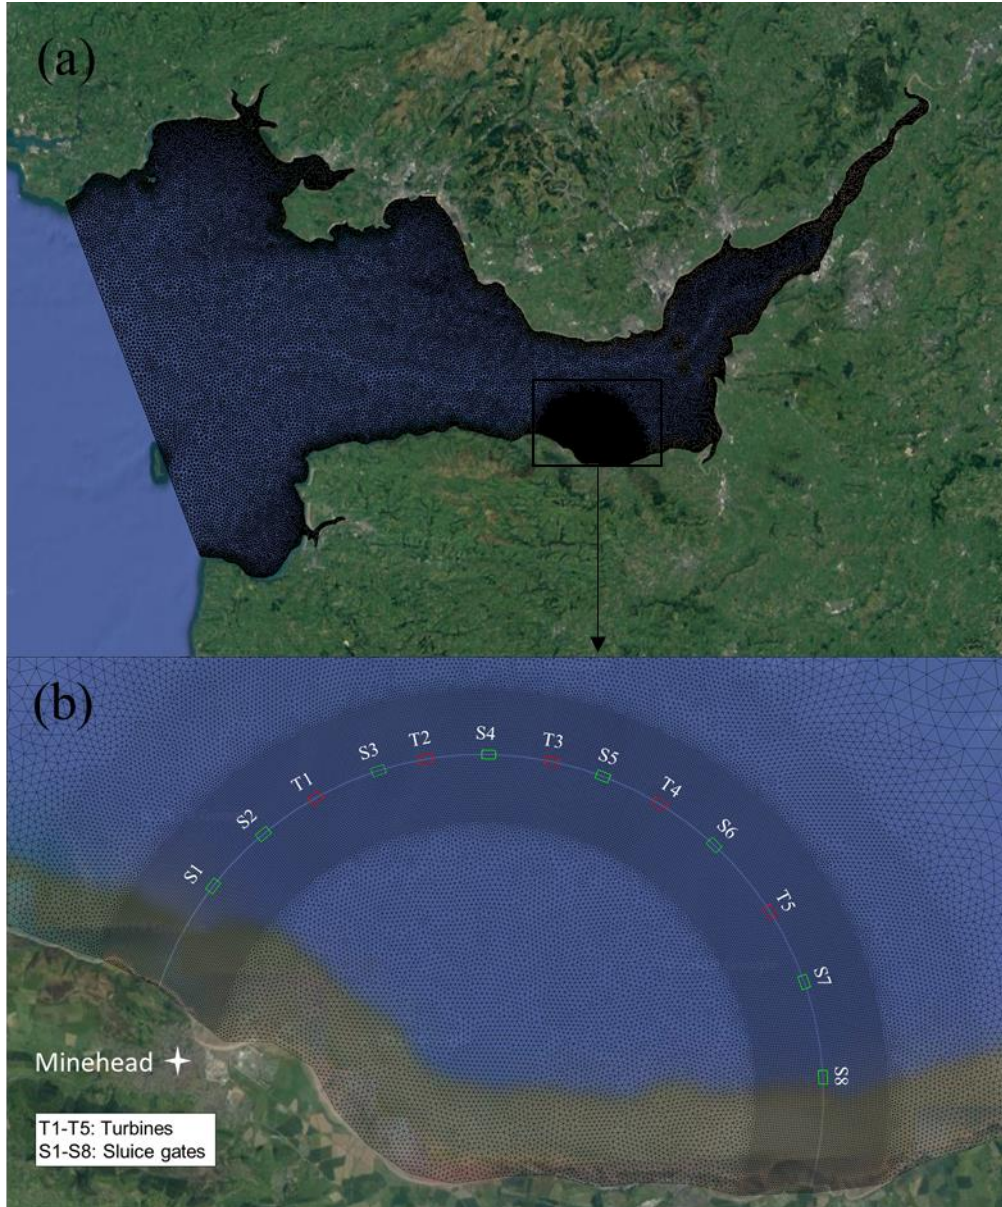 (a)
(b)
S4
T2
T3
S3
S5
T1
T4
S2
S6
S1
T5
S7
S8
Minehead
T1-T5: Turbines
S1-S8: Sluice gates